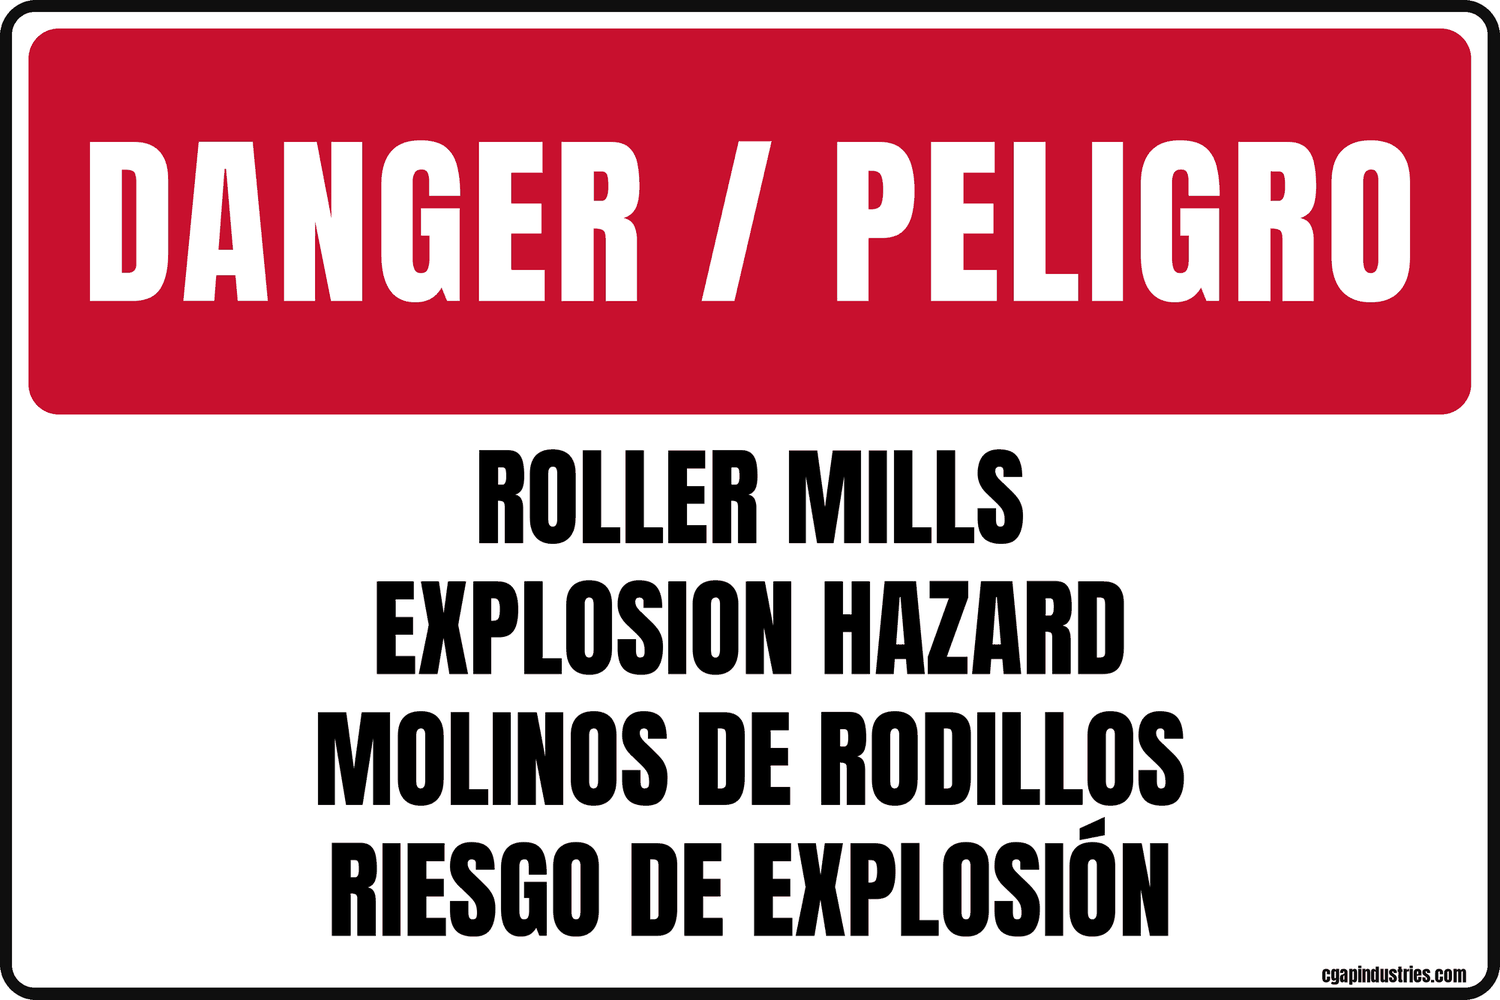 DANGER / PELIGRO
ROLLER MILLS
EXPLOSION HAZARD
MOLINOS DE RODILLOS
RIESGO DE EXPLOSIÓN
cgapindustries.com